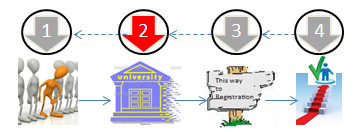 1 2 3 4
university
This way
to
Registration